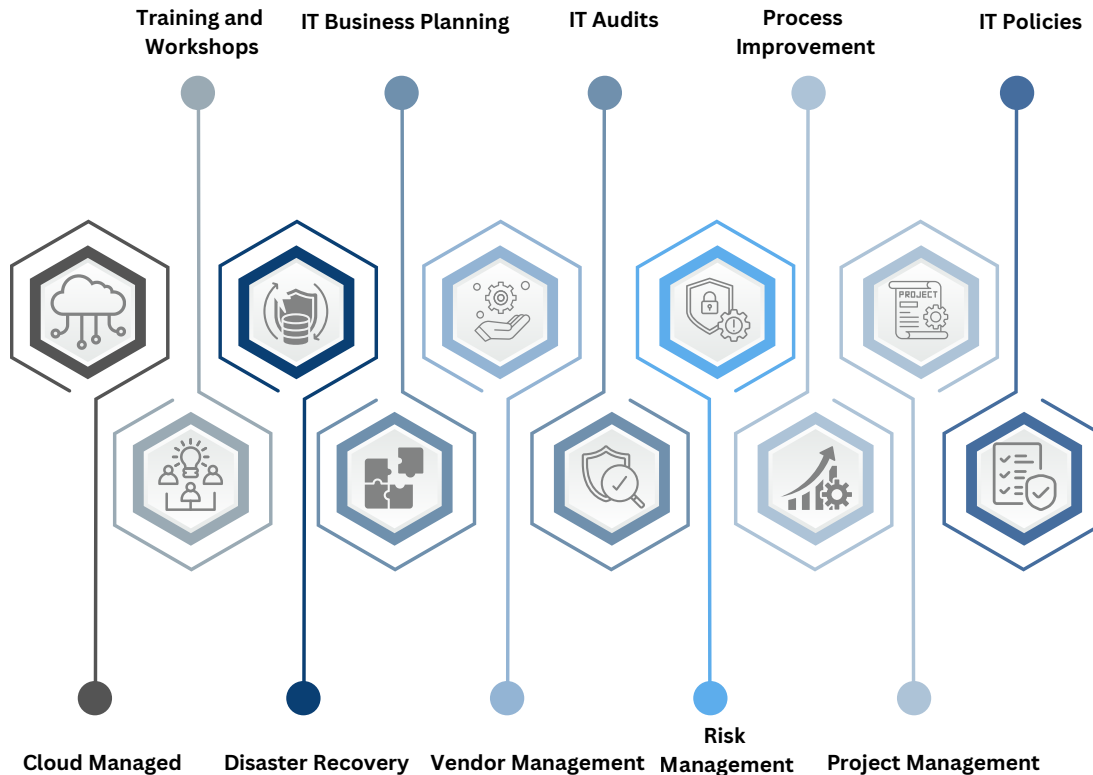 Training and
Workshops
IT Business Planning
IT Audits
Process
Improvement
IT Policies
PROJECT
Cloud Managed
Disaster Recovery
Vendor Management
Risk
Management
Project Management